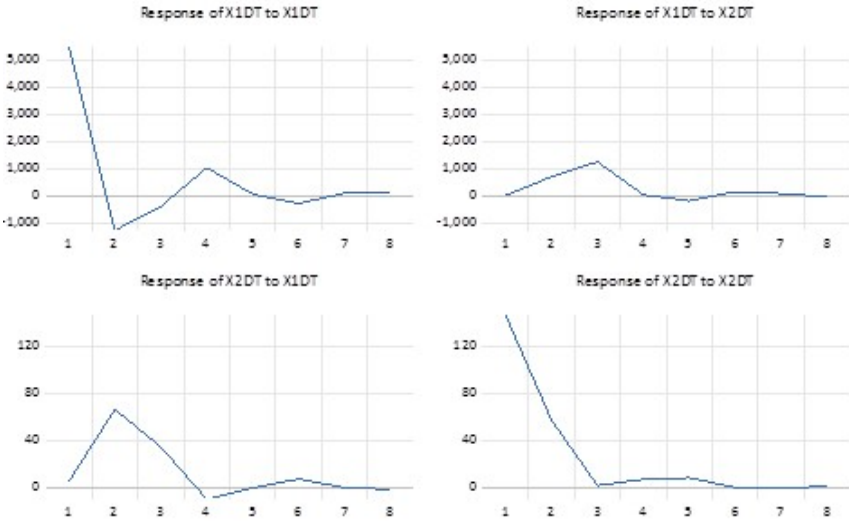 Response of X1DT to X1DT
5,000
4,000
3,000
2,000
1,000
0
-1,000
1 2 3 4 5 6 7 8
Response of X1DT to X2DT
5,000
4,000
3,000
2,000
1,000
0
-1,000
1 2 3 4 5 6 7 8
Response of X2DT to X1DT
120
80
40
0
1 2 3 4 5 6 7 8
Response of X2DT to X2DT
120
80
40
0
1 2 3 4 5 6 7 8